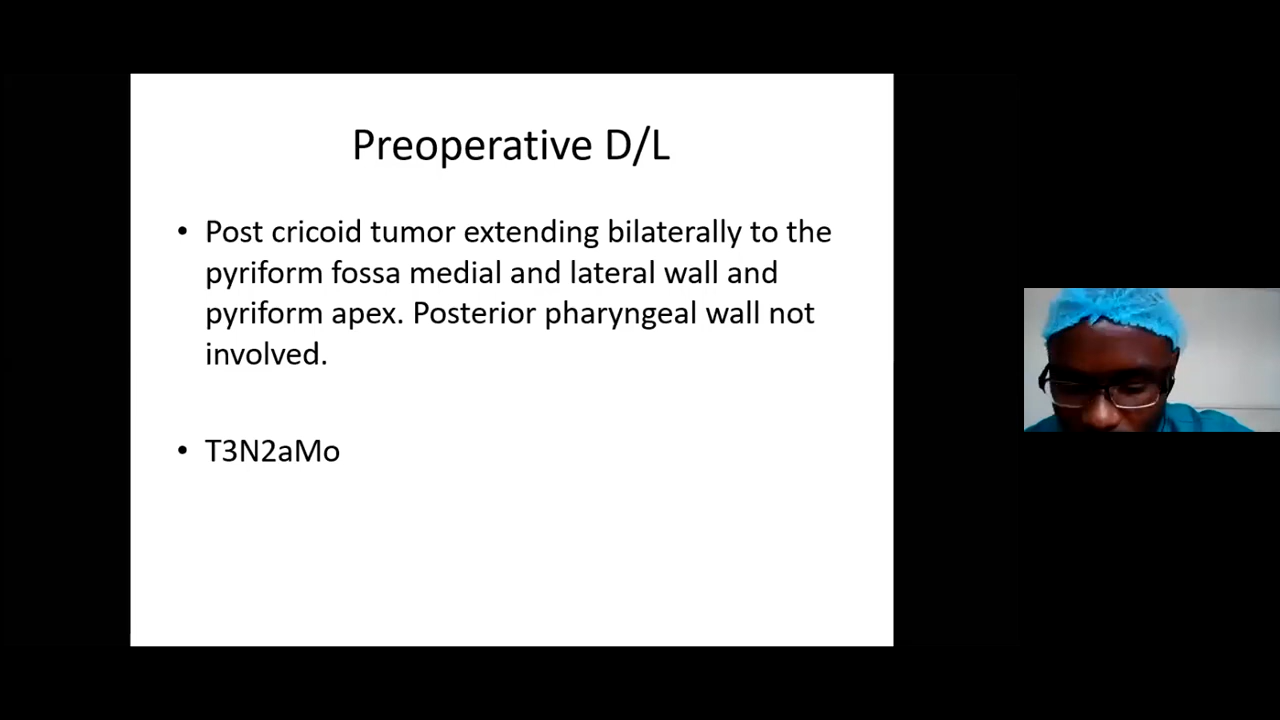 Preoperative D/L
• Post cricoid tumor extending bilaterally to the
pyriform fossa medial and lateral wall and
pyriform apex. Posterior pharyngeal wall not
involved.
• T3N2aMo